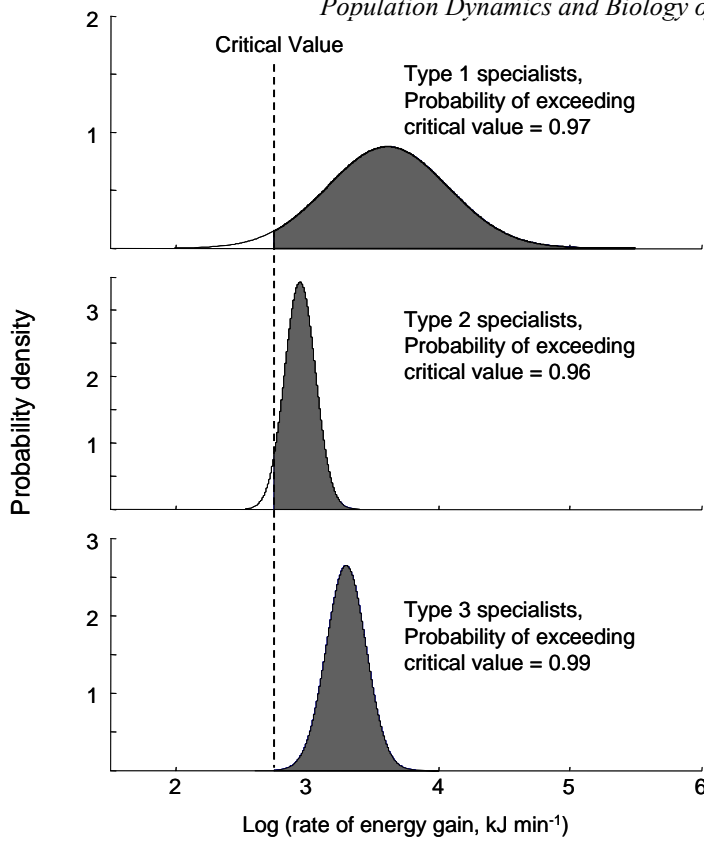 Population Dynamics and Biology o
2
Critical Value
Type 1 specialists,
Probability of exceeding
critical value = 0.97
1
Probability density
3
2
1
Type 2 specialists,
Probability of exceeding
critical value = 0.96
3
2
1
Type 3 specialists,
Probability of exceeding
critical value = 0.99
2 3 4 5 6
Log (rate of energy gain, kJ min⁻¹)